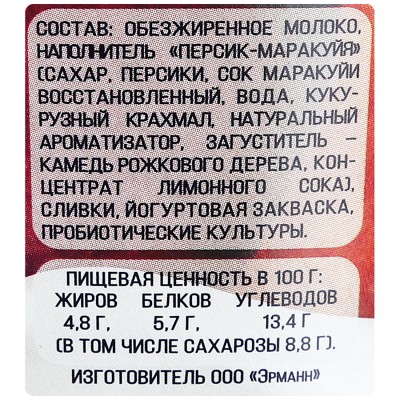 СОСТАВ: ОБЕЗЖИРЕННОЕ МОЛОКО,
НАПОЛНИТЕЛЬ «ПЕРСИК-МАРАКУЙЯ»
(САХАР, ПЕРСИКИ, СОК МАРАКУЙИ
ВОССТАНОВЛЕННЫЙ, ВОДА, КУКУ-
РУЗНЫЙ КРАХМАЛ, НАТУРАЛЬНЫЙ
АРОМАТИЗАТОР, ЗАГУСТИТЕЛЬ –
КАМЕДЬ РОЖКОВОГО ДЕРЕВА, КОН-
ЦЕНТРАТ ЛИМОННОГО СОКА),
СЛИВКИ, ЙОГУРТОВАЯ ЗАКВАСКА,
ПРОБИОТИЧЕСКИЕ КУЛЬТУРЫ.
ПИЩЕВАЯ ЦЕННОСТЬ В 100 Г:
ЖИРОВ БЕЛКОВ УГЛЕВОДОВ
4,8 Г, 5,7 Г, 13,4 Г
(В ТОМ ЧИСЛЕ САХАРОЗЫ 8,8 Г).
ИЗГОТОВИТЕЛЬ ООО «ЭРМАНН»